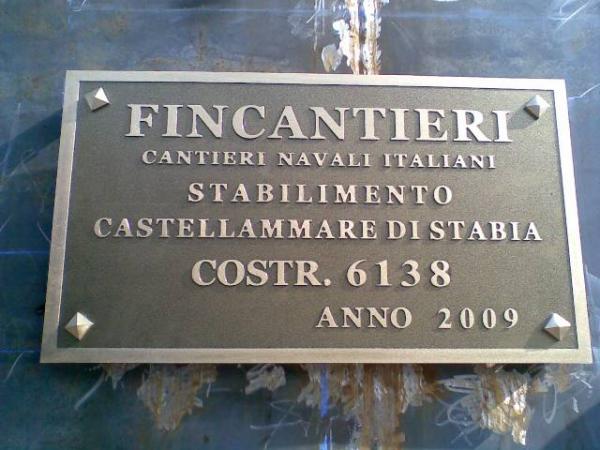 FINCANTIERI
CANTIERI NAVALI ITALIANI
STABILIMENTO
CASTELLAMMARE DI STABIA
COSTR. 6138
ANNO 2009